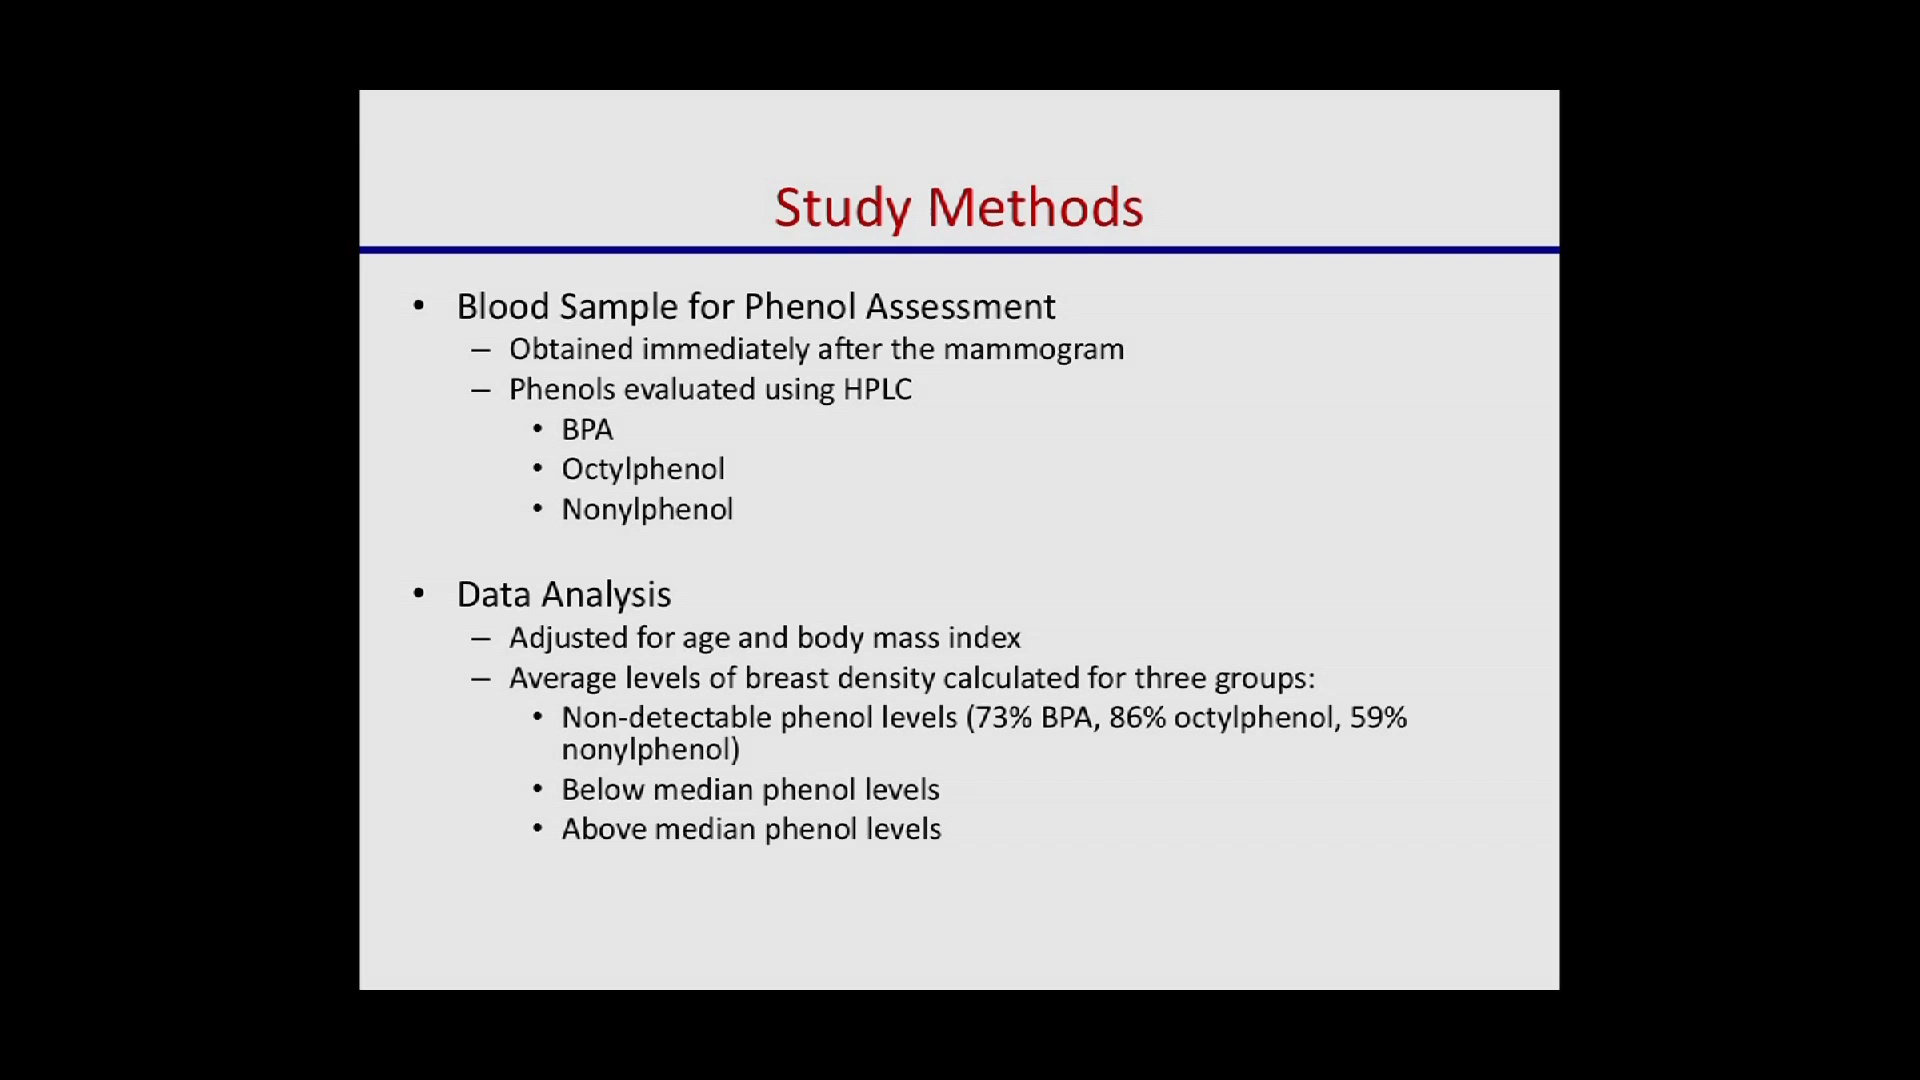 Study Methods
• Blood Sample for Phenol Assessment
– Obtained immediately after the mammogram
– Phenols evaluated using HPLC
• BPA
• Octylphenol
• Nonylphenol
• Data Analysis
– Adjusted for age and body mass index
– Average levels of breast density calculated for three groups:
• Non-detectable phenol levels (73% BPA, 86% octylphenol, 59%
nonylphenol)
• Below median phenol levels
• Above median phenol levels